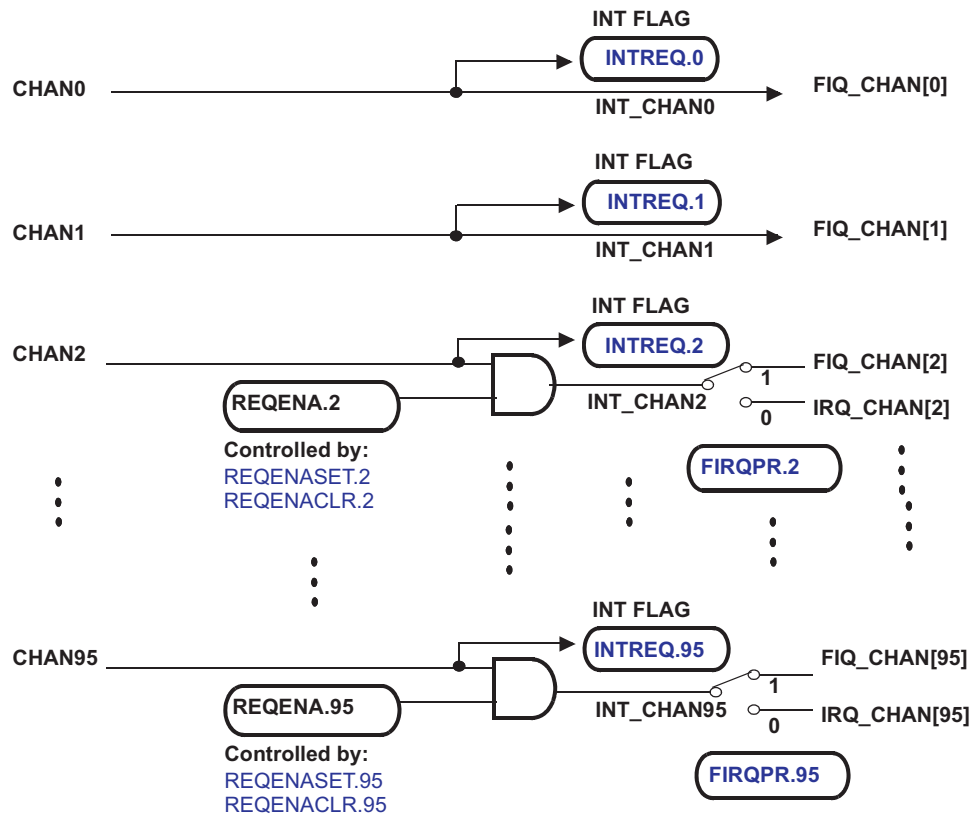 INT FLAG
INTREQ.0
CHAN0
FIQ_CHAN[0]
INT_CHAN0
INT FLAG
INTREQ.1
CHAN1
FIQ_CHAN[1]
INT_CHAN1
INT FLAG
INTREQ.2
CHAN2
FIQ_CHAN[2]
1
REQENA.2
INT_CHAN2
IRQ_CHAN[2]
0
Controlled by:
REQENASET.2
REQENACLR.2
FIRQPR.2
INT FLAG
INTREQ.95
CHAN95
FIQ_CHAN[95]
1
REQENA.95
INT_CHAN95
IRQ_CHAN[95]
0
Controlled by:
REQENASET.95
REQENACLR.95
FIRQPR.95